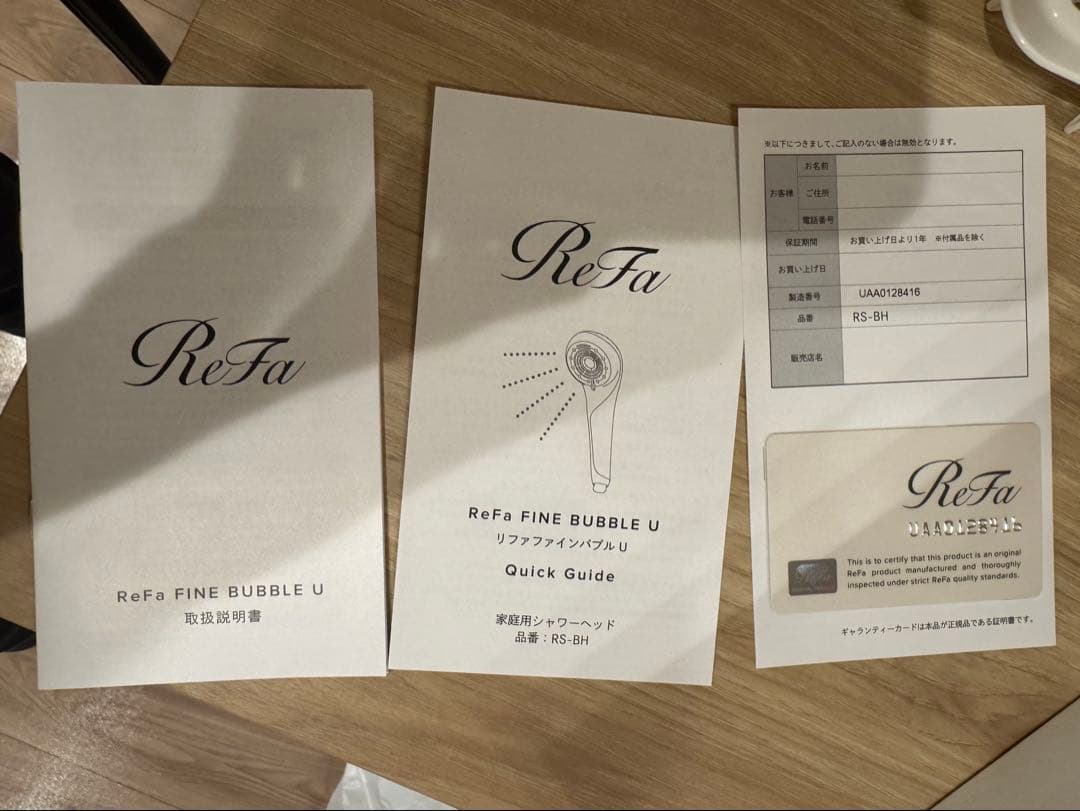 ReFa
ReFa FINE BUBBLE U
取扱説明書
ReFa
ReFa FINE BUBBLE U
リファファインバブルU
Quick Guide
家庭用シャワーヘッド
品番：RS-BH
※以下につきまして、ご記入のない場合は無効となります。
お客様
お名前
ご住所
電話番号
保証期間 お買い上げ日より1年 ※付属品を除く
お買い上げ日
製造番号 UAA0128416
品番 RS-BH
販売店名
ReFa
UAA0128416
ReFa
This is to certify that this product is an original
ReFa product manufactured and thoroughly
inspected under strict ReFa quality standards.
ギャランティーカードは本品が正規品である証明書です。